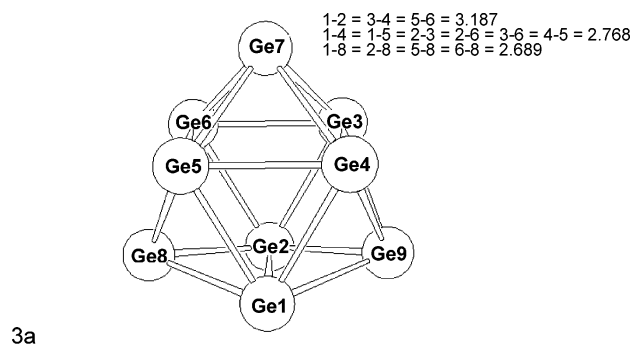 1-2 = 3-4 = 5-6 = 3.187
1-4 = 1-5 = 2-3 = 2-6 = 3-6 = 4-5 = 2.768
1-8 = 2-8 = 5-8 = 6-8 = 2.689
Ge7
Ge6
Ge3
Ge5
Ge4
Ge2
Ge8
Ge9
Ge1
3a